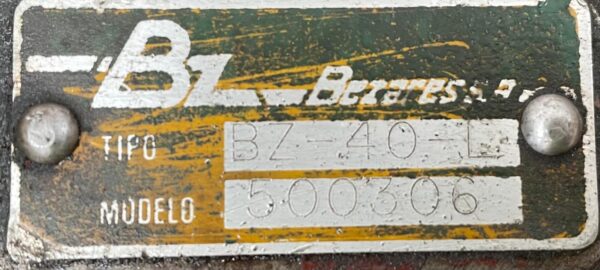 BZ Bezares S.A.
TIPO BZ-40-L
MODELO 500306